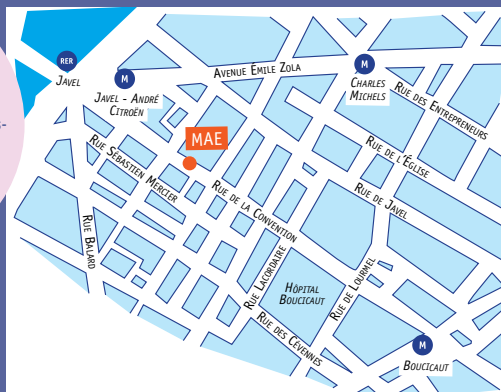 RER
JAVEL
M
JAVEL - ANDRÉ
CITROËN
AVENUE EMILE ZOLA
M
CHARLES
MICHELS
RUE DES ENTREPRENEURS
MAE
RUE SÉBASTIEN MERCIER
RUE DE L'ÉGLISE
RUE DE JAVEL
RUE DE LA CONVENTION
RUE BALARD
RUE LACORDAIRE
HÔPITAL
BOUCICAUT
RUE DE LOURMEL
RUE DES CÉVENNES
M
BOUCICAUT